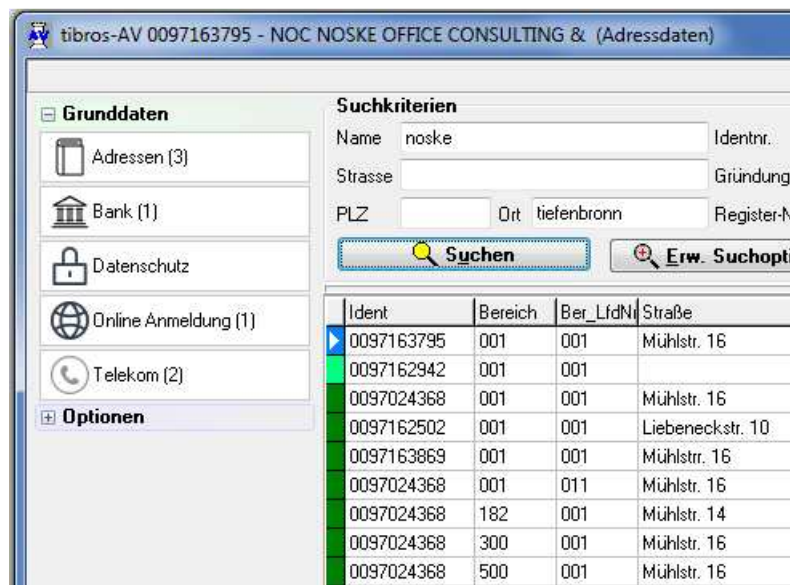 tibros-AV 0097163795 - NOC NOSKE OFFICE CONSULTING & (Adressdaten)
Grunddaten
Adressen (3)
Bank (1)
Datenschutz
Online Anmeldung (1)
Telekom (2)
Optionen
Suchkriterien
Name noske Identnr.
Strasse Gründung
PLZ Ort tiefenbronn Register-N
Suchen Erw. Suchopti
Ident Bereich Ber_LfdNr Straße
0097163795 001 001 Mühlstr. 16
0097162942 001 001
0097024368 001 001 Mühlstr. 16
0097162502 001 001 Liebeneckstr. 10
0097163869 001 001 Mühlstrr. 16
0097024368 001 011 Mühlstr. 16
0097024368 182 001 Mühlstr. 14
0097024368 300 001 Mühlstr. 16
0097024368 500 001 Mühlstr. 16